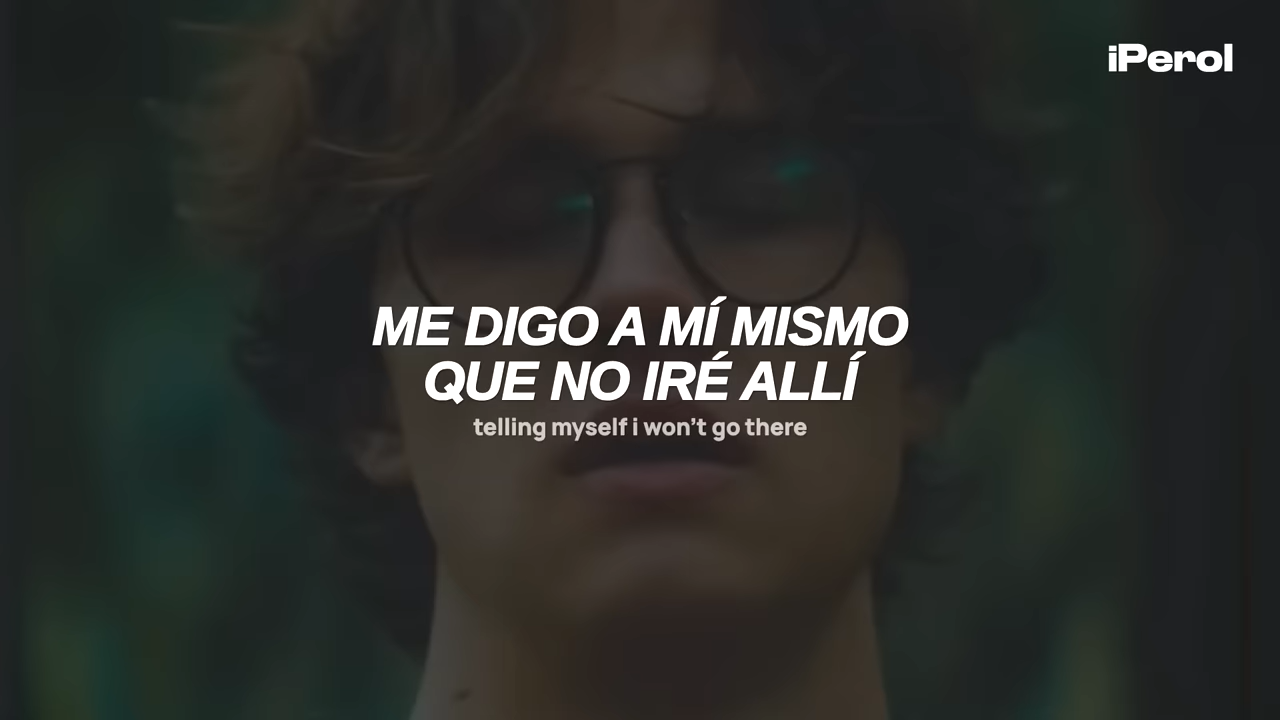 iPerol
ME DIGO A MÍ MISMO
QUE NO IRÉ ALLÍ
telling myself i won't go there